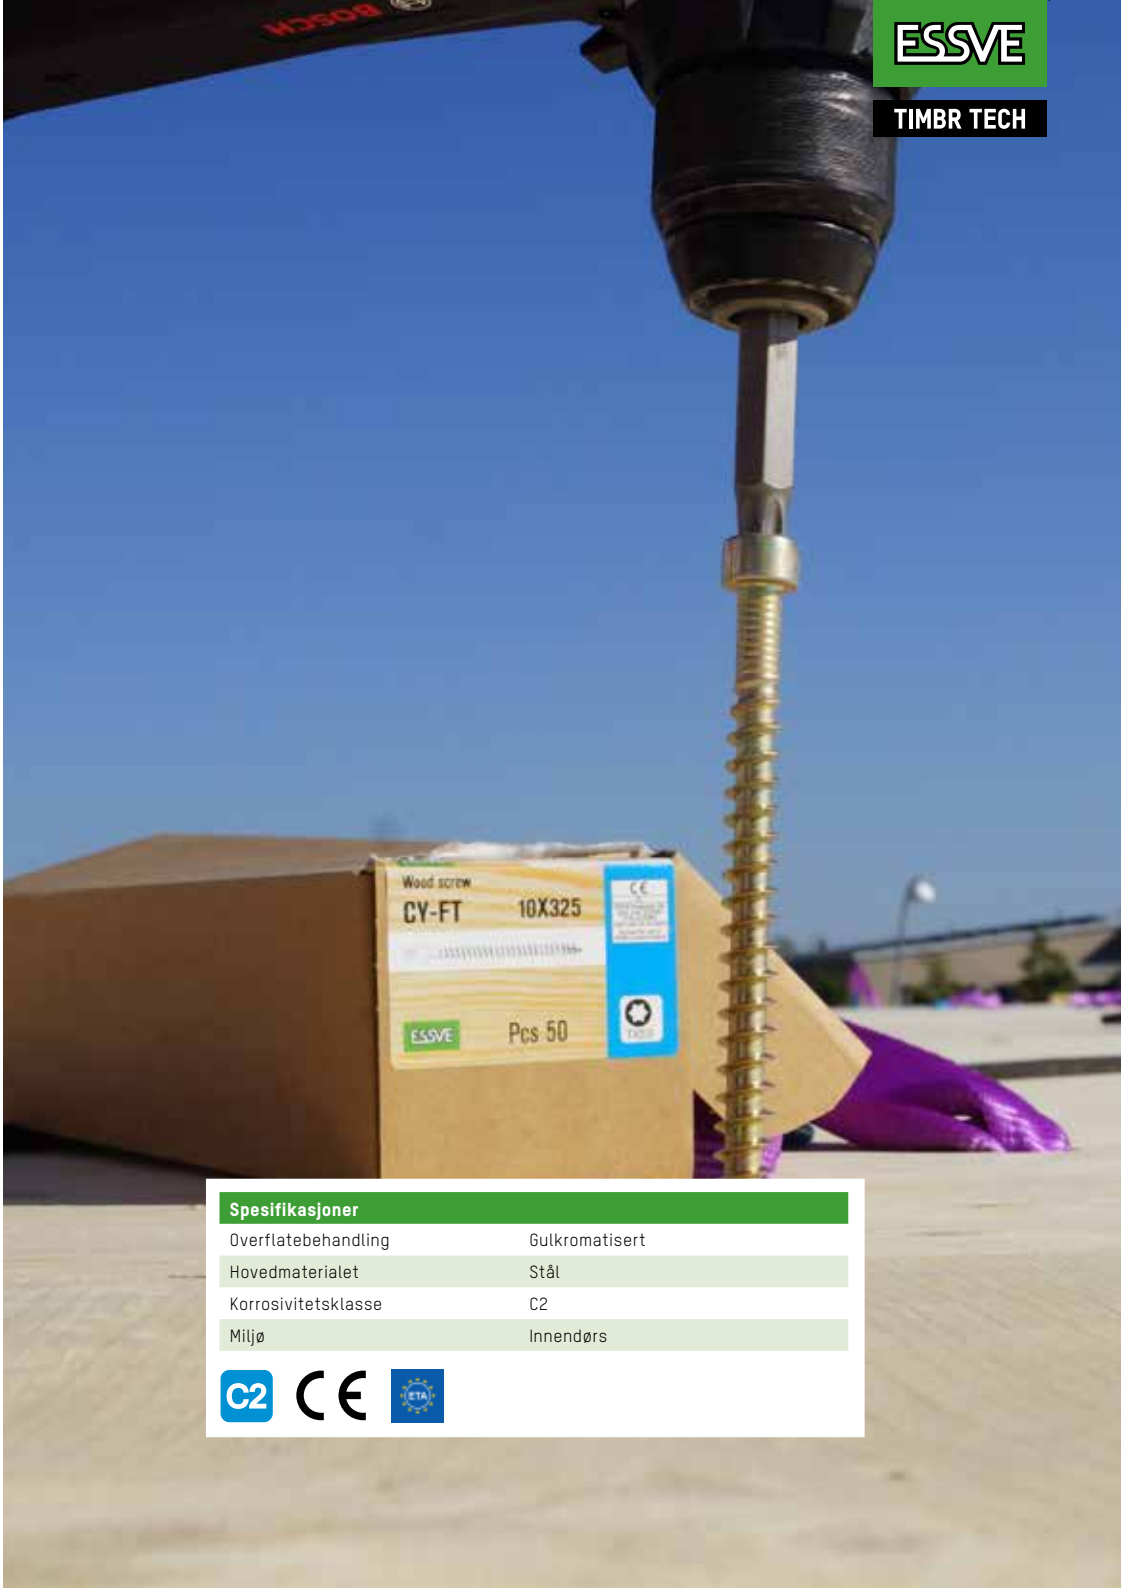 BOSCH
ESSVE
TIMBR TECH
Wood screw
CY-FT 10X325
CE
ESSVE Pcs 50
Spesifikasjoner
Overflatebehandling Gulkromatisert
Hovedmaterialet Stål
Korrosivitetsklasse C2
Miljø Innendørs
C2 CE ETA